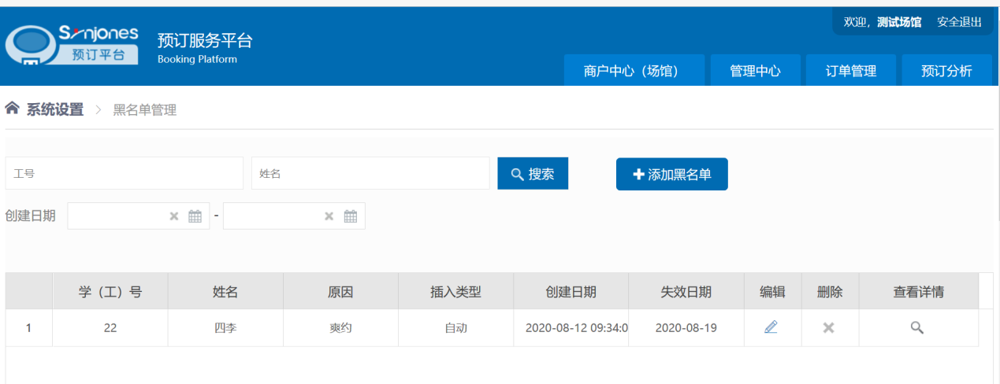 欢迎, 测试场馆 安全退出
Sanjones
预订平台
预订服务平台
Booking Platform
商户中心（场馆） 管理中心 订单管理 预订分析
系统设置 > 黑名单管理
工号 姓名 搜索 添加黑名单
创建日期 -
学（工）号 姓名 原因 插入类型 创建日期 失效日期 编辑 删除 查看详情
1 22 四李 爽约 自动 2020-08-12 09:34:0 2020-08-19